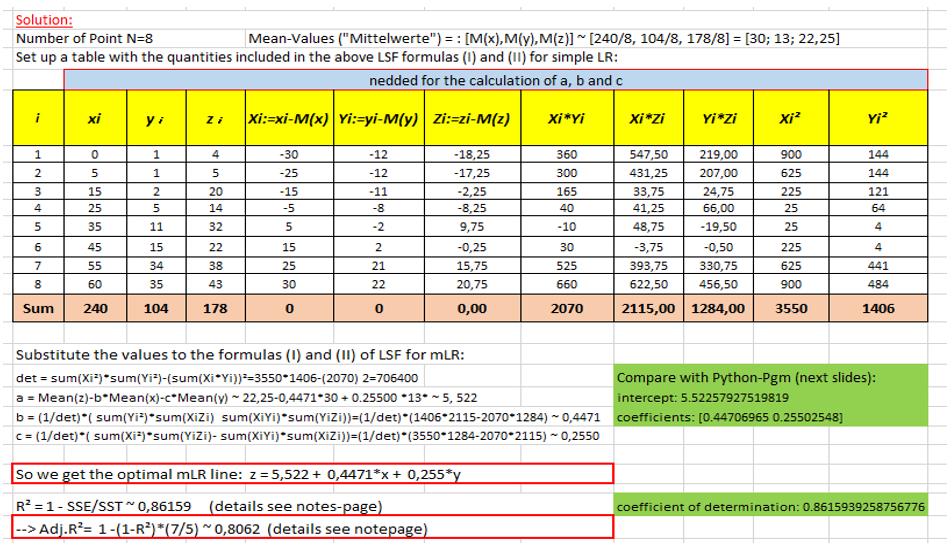 Solution:
Number of Point N=8 Mean-Values ("Mittelwerte") = : [M(x),M(y),M(z)] ~ [240/8, 104/8, 178/8] = [30; 13; 22,25]
Set up a table with the quantities included in the above LSF formulas (I) and (II) for simple LR:
nedded for the calculation of a, b and c
i xi y i z i Xi:=xi-M(x) Yi:=yi-M(y) Zi:=zi-M(z) Xi*Yi Xi*Zi Yi*Zi Xi² Yi²
1 0 1 4 -30 -12 -18,25 360 547,50 219,00 900 144
2 5 1 5 -25 -12 -17,25 300 431,25 207,00 625 144
3 15 2 20 -15 -11 -2,25 165 33,75 24,75 225 121
4 25 5 14 -5 -8 -8,25 40 41,25 66,00 25 64
5 35 11 32 5 -2 9,75 -10 48,75 -19,50 25 4
6 45 15 22 15 2 -0,25 30 -3,75 -0,50 225 4
7 55 34 38 25 21 15,75 525 393,75 330,75 625 441
8 60 35 43 30 22 20,75 660 622,50 456,50 900 484
Sum 240 104 178 0 0 0,00 2070 2115,00 1284,00 3550 1406
Substitute the values to the formulas (I) and (II) of LSF for mLR:
det = sum(Xi²)*sum(Yi²)-(sum(Xi*Yi))²=3550*1406-(2070) 2=706400
a = Mean(z)-b*Mean(x)-c*Mean(y) ~ 22,25-0,4471*30 + 0.25500 *13* ~ 5, 522
b = (1/det)*( sum(Yi²)*sum(XiZi) sum(XiYi)*sum(YiZi))=(1/det)*(1406*2115-2070*1284) ~ 0,4471
c = (1/det)*( sum(Xi²)*sum(YiZi)- sum(XiYi)*sum(XiZi))=(1/det)*(3550*1284-2070*2115) ~ 0,2550
Compare with Python-Pgm (next slides):
intercept: 5.52257927519819
coefficients: [0.44706965 0.25502548]
So we get the optimal mLR line: z = 5,522 + 0,4471*x + 0,255*y
R² = 1 - SSE/SST ~ 0,86159 (details see notes-page)
coefficient of determination: 0.8615939258756776
--> Adj.R²= 1 -(1-R²)*(7/5) ~ 0,8062 (details see notepage)